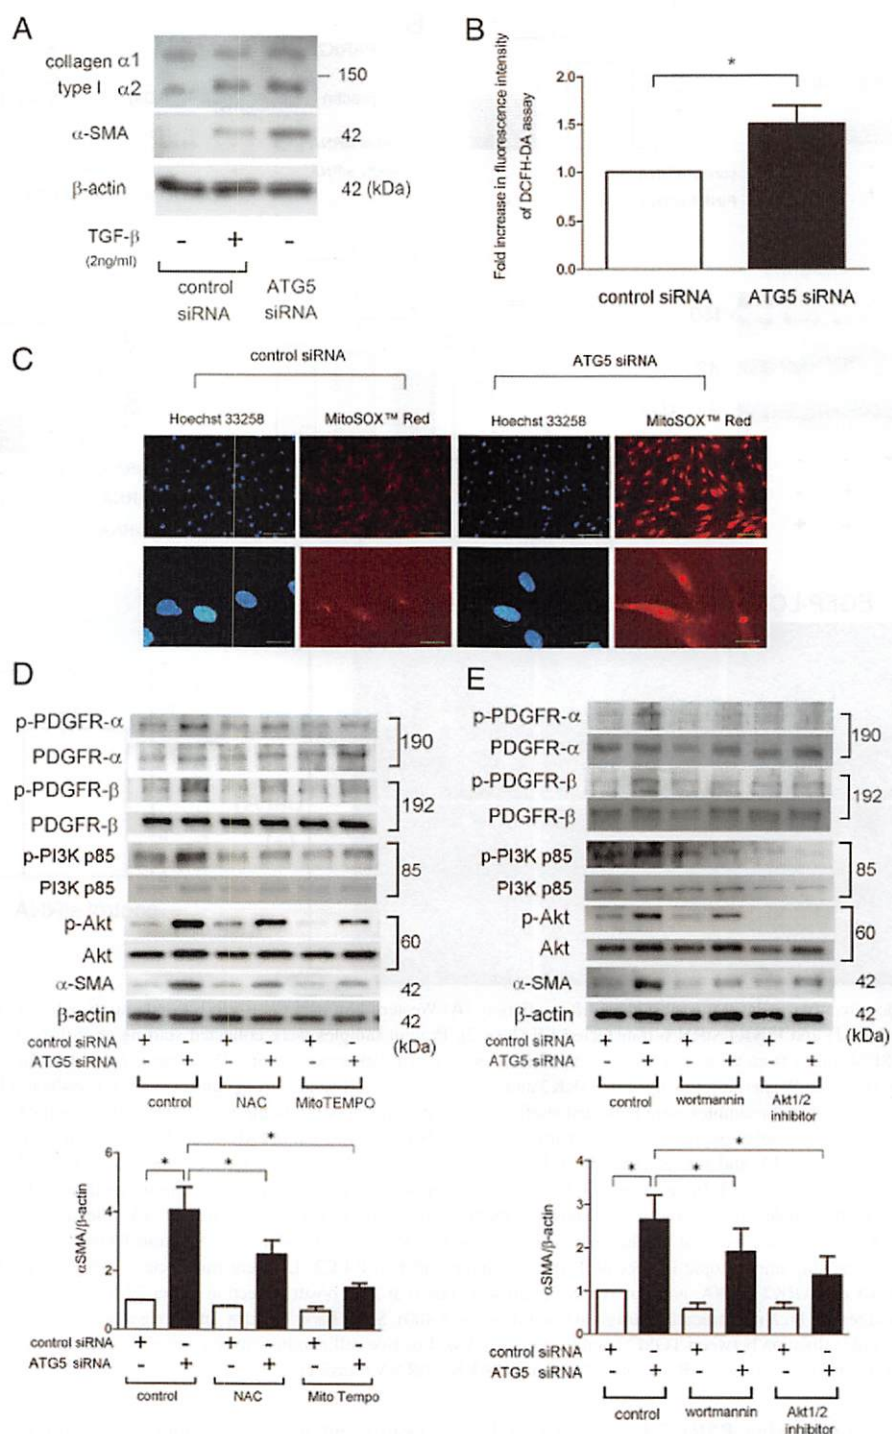 A
collagen α1
type I α2
150
α-SMA
42
β-actin
42 (kDa)
TGF-β - + -
(2ng/ml)
control siRNA
ATG5 siRNA
B
*
Fold increase in fluorescence intensity
of DCFH-DA assay
2.0
1.5
1.0
0.5
0.0
control siRNA
ATG5 siRNA
C
control siRNA
ATG5 siRNA
Hoechst 33258
MitoSOX™ Red
Hoechst 33258
MitoSOX™ Red
D
p-PDGFR-α
PDGFR-α
190
p-PDGFR-β
PDGFR-β
192
p-PI3K p85
PI3K p85
85
p-Akt
Akt
60
α-SMA
42
β-actin
42
(kDa)
control siRNA + - + - + -
ATG5 siRNA - + - + - +
control
NAC
MitoTEMPO
αSMA/β-actin
6
4
2
0
* * *
control siRNA + - + - + -
ATG5 siRNA - + - + - +
control
NAC
Mito Tempo
E
p-PDGFR-α
PDGFR-α
190
p-PDGFR-β
PDGFR-β
192
p-PI3K p85
PI3K p85
85
p-Akt
Akt
60
α-SMA
42
β-actin
42
(kDa)
control siRNA + - + - + -
ATG5 siRNA - + - + - +
control
wortmannin
Akt1/2
inhibitor
αSMA/β-actin
4
3
2
1
0
* * *
control siRNA + - + - + -
ATG5 siRNA - + - + - +
control
wortmannin
Akt1/2
inhibitor